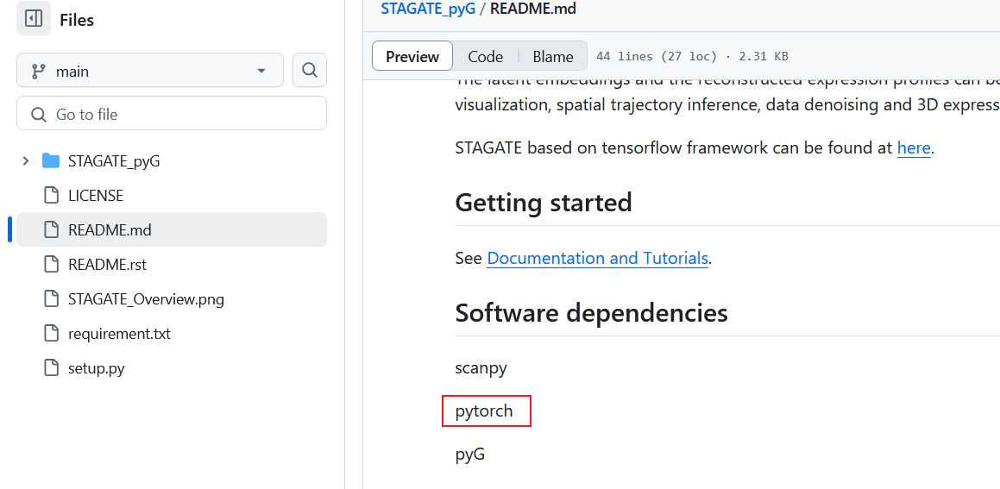 Files
main
Go to file
STAGATE_pyG
LICENSE
README.md
README.rst
STAGATE_Overview.png
requirement.txt
setup.py
STAGATE_pyG / README.md
Preview Code Blame 44 lines (27 loc) · 2.31 KB
The latent embeddings and the reconstructed expression profiles can be
visualization, spatial trajectory inference, data denoising and 3D express
STAGATE based on tensorflow framework can be found at here.
Getting started
See Documentation and Tutorials.
Software dependencies
scanpy
pytorch
pyG